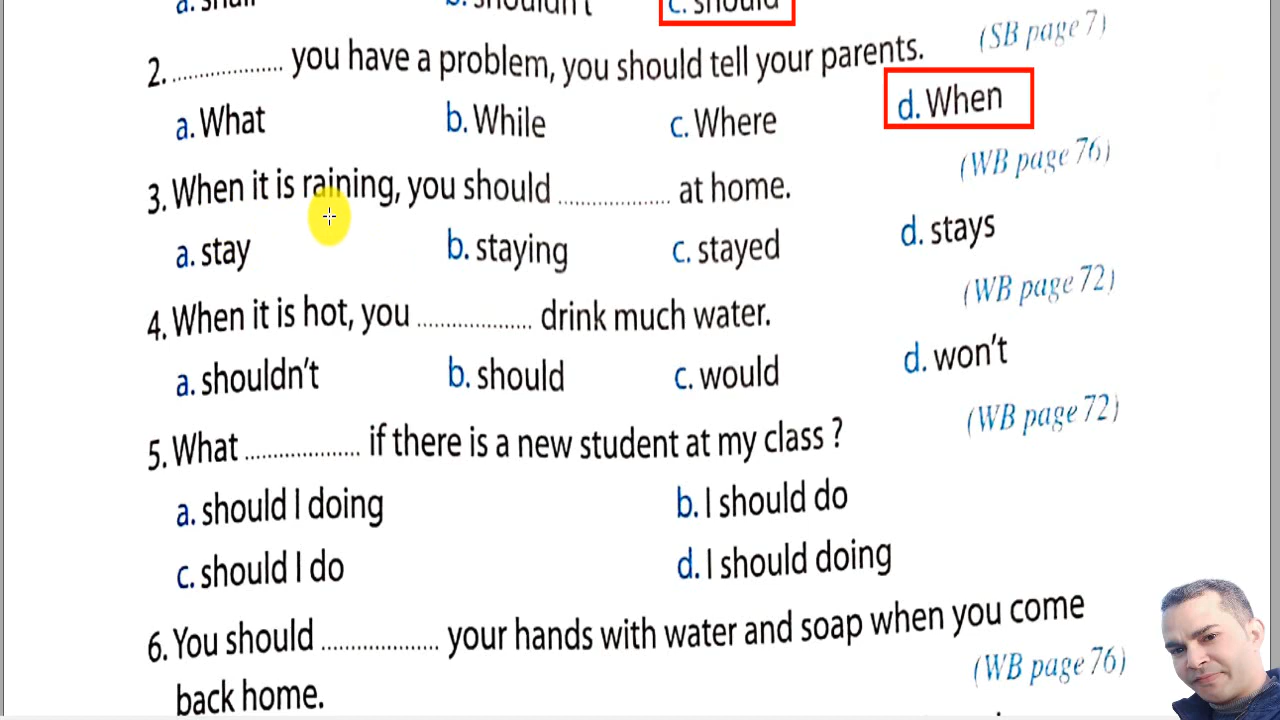 a. shall b. shouldn't c. should
2. ................... you have a problem, you should tell your parents. (SB page 7)
a. What b. While c. Where d. When
(WB page 76)
3. When it is raining, you should ................... at home.
a. stay b. staying c. stayed d. stays
(WB page 72)
4. When it is hot, you ................... drink much water.
a. shouldn't b. should c. would d. won't
(WB page 72)
5. What ................... if there is a new student at my class ?
a. should I doing b. I should do
c. should I do d. I should doing
6. You should ................... your hands with water and soap when you come
back home. (WB page 76)